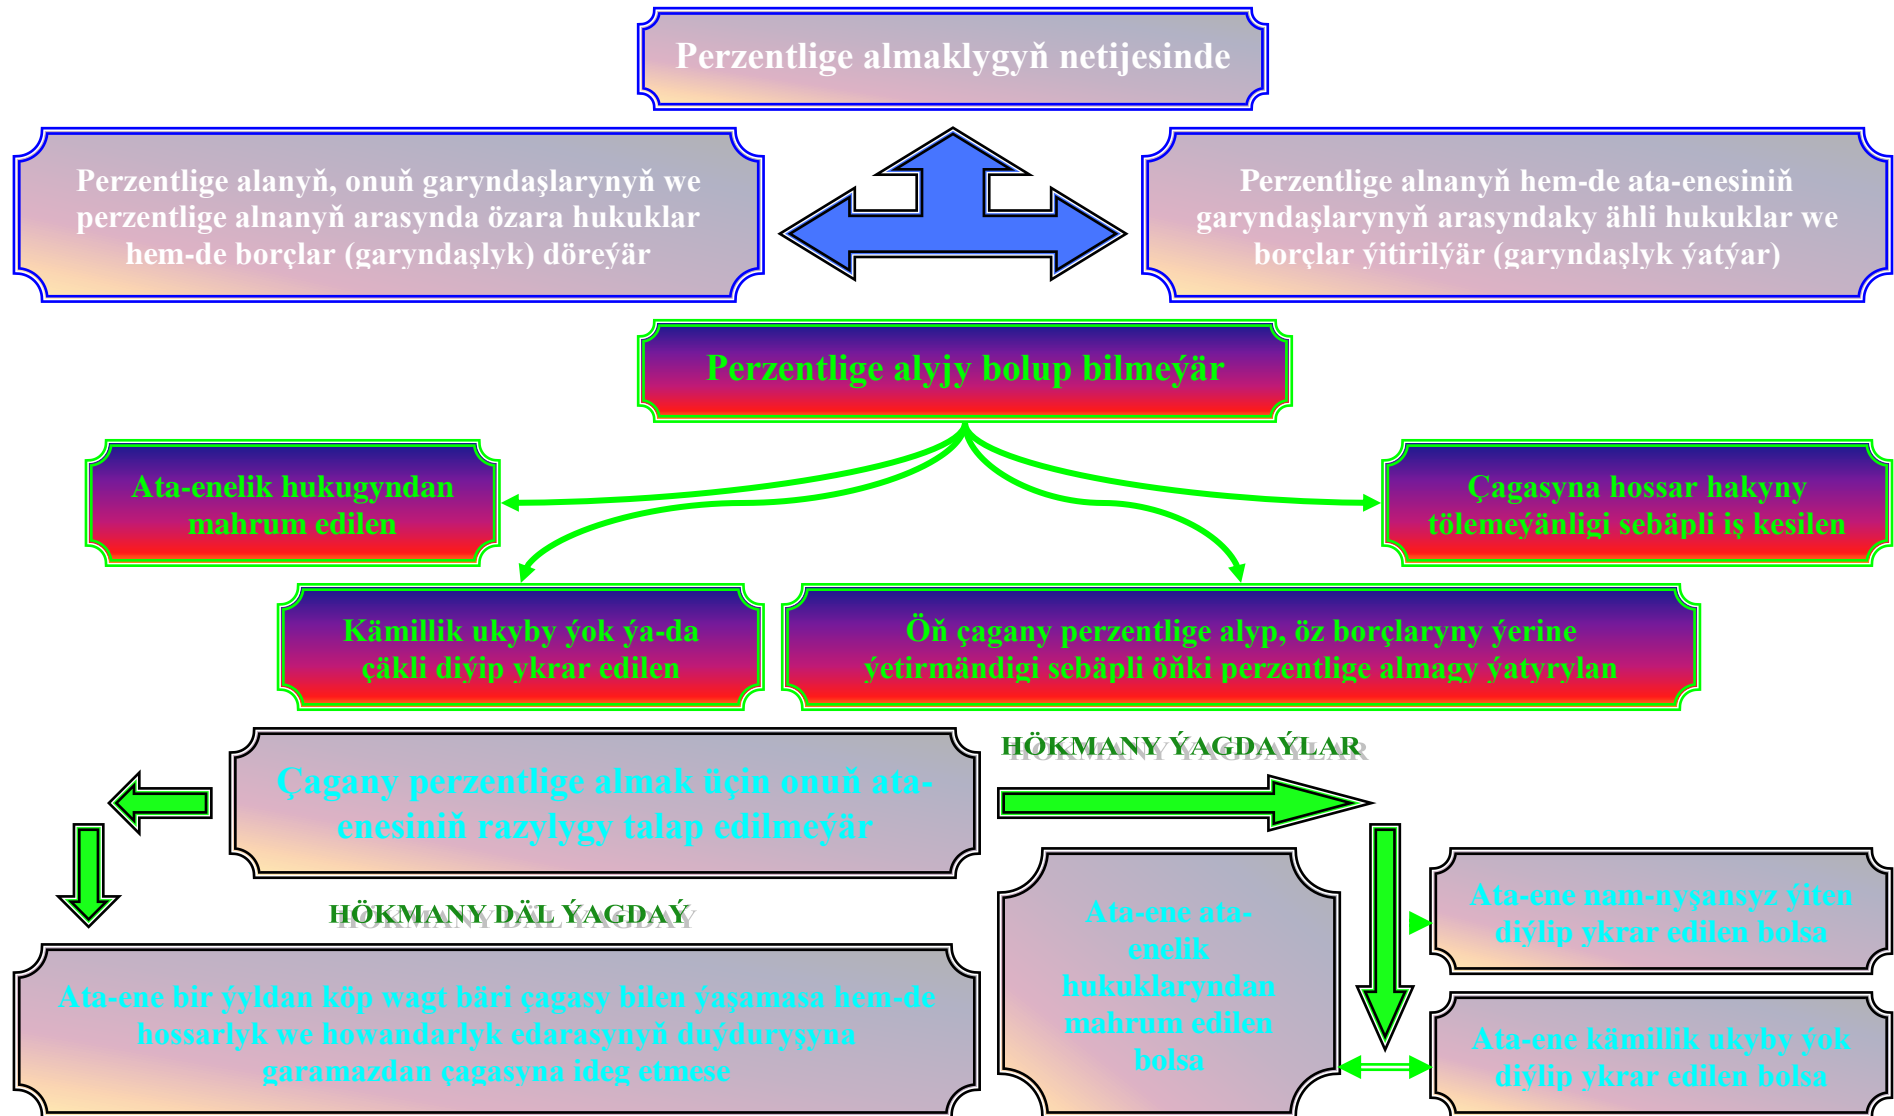 Perzentlige almaklygyň netijesinde
Perzentlige alanyň, onuň garyndaşlarynyň we
perzentlige alnanyň arasynda özara hukuklar
hem-de borçlar (garyndaşlyk) döreýär
Perzentlige alnanyň hem-de ata-enesiniň
garyndaşlarynyň arasyndaky ähli hukuklar we
borçlar ýitirilýär (garyndaşlyk ýatýar)
Perzentlige alyjy bolup bilmeýär
Ata-enelik hukugyndan
mahrum edilen
Çagasyna hossar hakyny
tölemeýänligi sebäpli iş kesilen
Kämillik ukyby ýok ýa-da
çäkli diýip ykrar edilen
Öň çagany perzentlige alyp, öz borçlaryny ýerine
ýetirmändigi sebäpli öňki perzentlige almagy ýatyrylan
Çagany perzentlige almak üçin onuň ata-
enesiniň razylygy talap edilmeýär
HÖKMANY ÝAGDAÝLAR
HÖKMANY DÄL ÝAGDAÝ
Ata-ene bir ýyldan köp wagt bäri çagasy bilen ýaşamasa hem-de
hossarlyk we howandarlyk edarasynyň duýduryşyna
garamazdan çagasyna ideg etmese
Ata-ene ata-
enelik
hukuklaryndan
mahrum edilen
bolsa
Ata-ene nam-nyşansyz ýiten
diýlip ykrar edilen bolsa
Ata-ene kämillik ukyby ýok
diýlip ykrar edilen bolsa